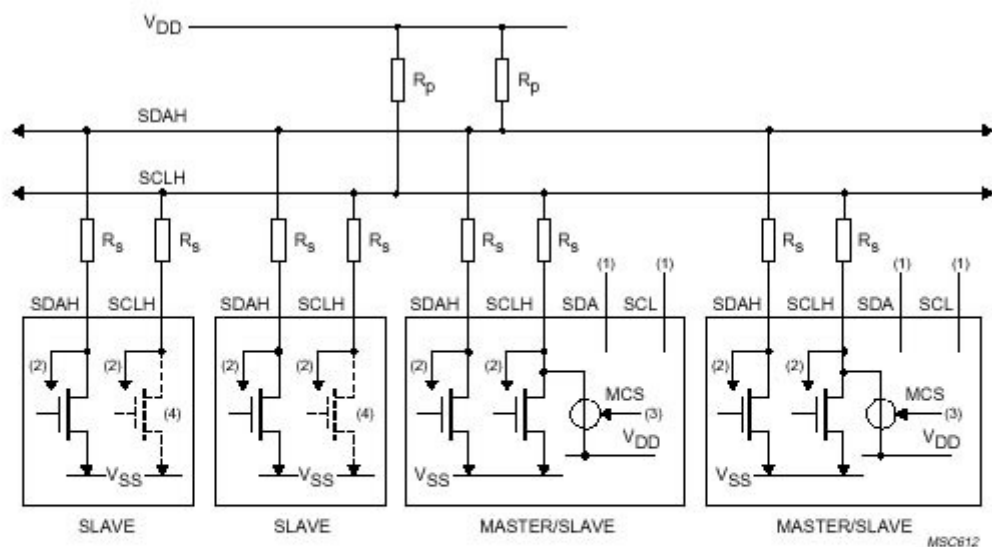 VDD
Rp Rp
SDAH
SCLH
Rs Rs Rs Rs Rs Rs Rs Rs
(1) (1) (1) (1)
SDAH SCLH SDAH SCLH SDAH SCLH SDA SCL SDAH SCLH SDA SCL
(2) (2) (2) (2) (2) (2) (2) (2)
MCS MCS
(4) (4) (3) (3)
VDD VDD
VSS VSS VSS VSS
SLAVE SLAVE MASTER/SLAVE MASTER/SLAVE
MSC612